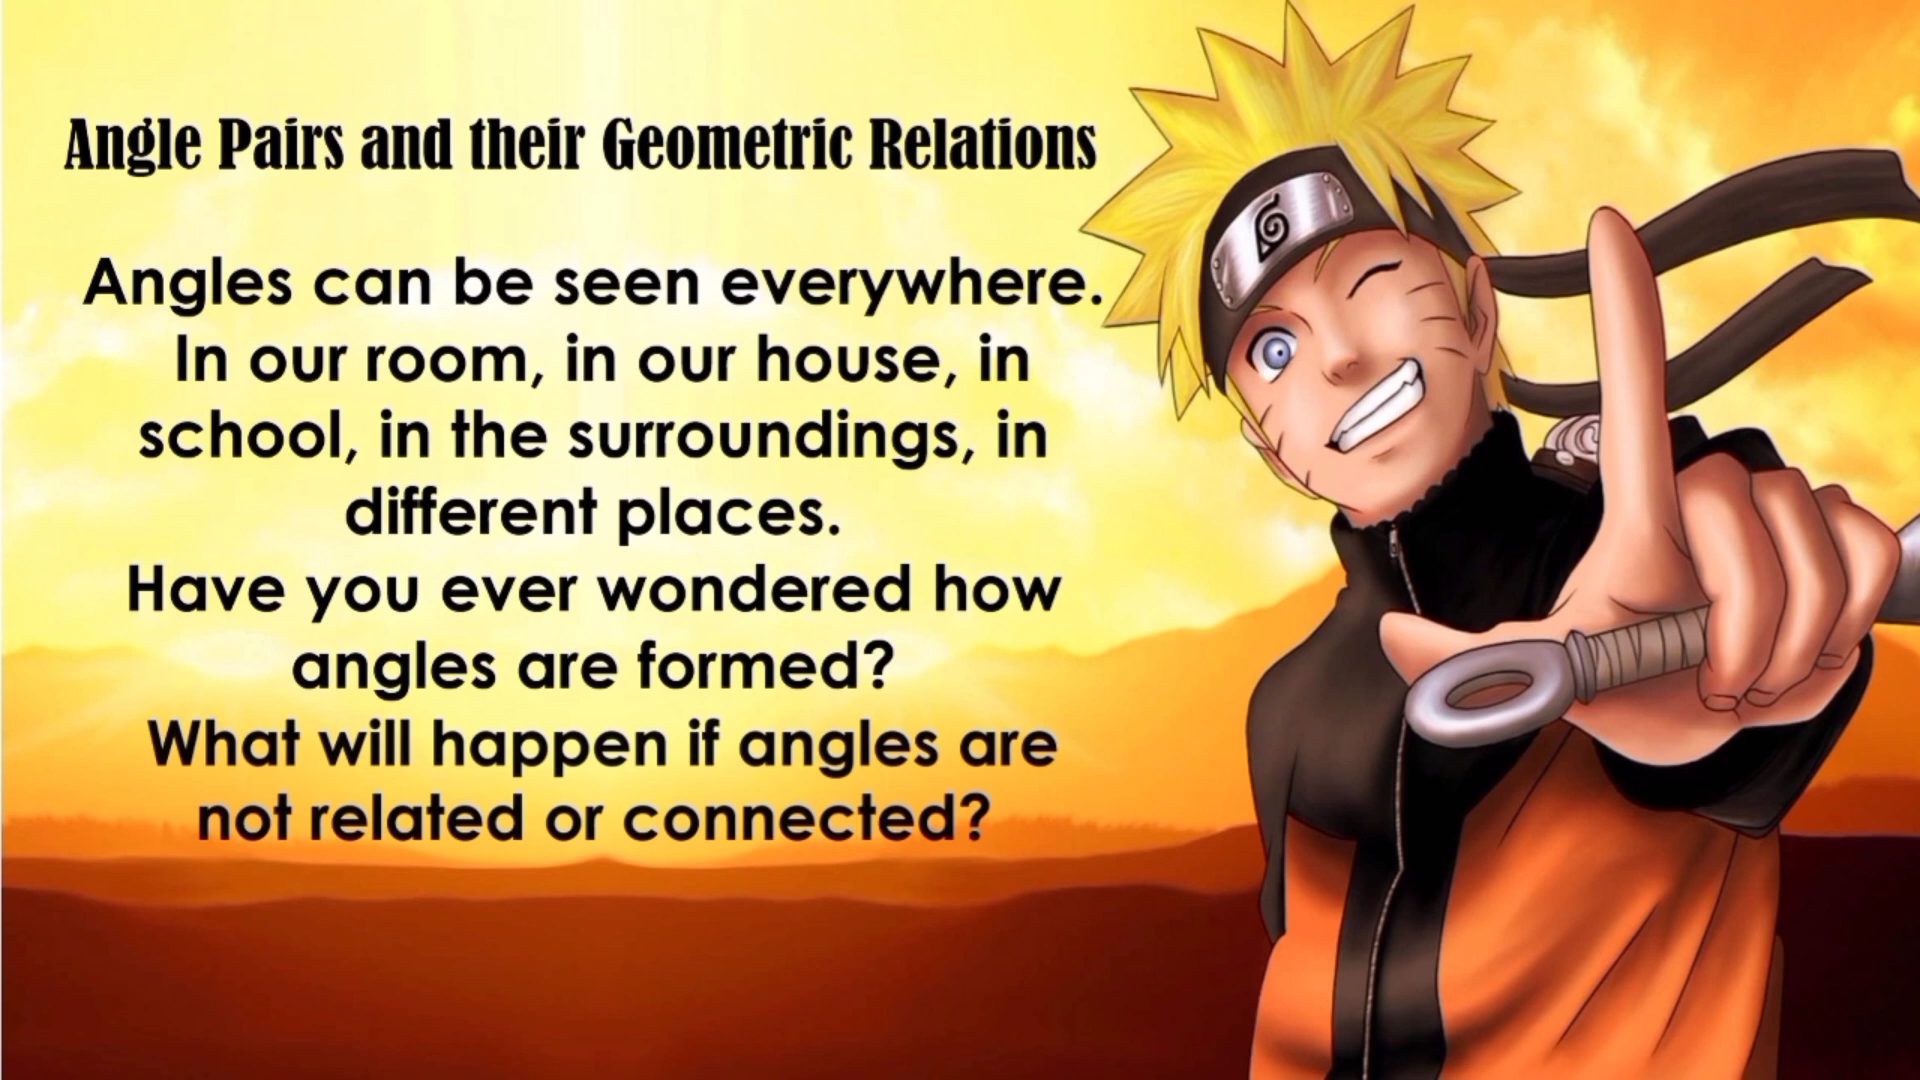 Angle Pairs and their Geometric Relations
Angles can be seen everywhere.
In our room, in our house, in
school, in the surroundings, in
different places.
Have you ever wondered how
angles are formed?
What will happen if angles are
not related or connected?